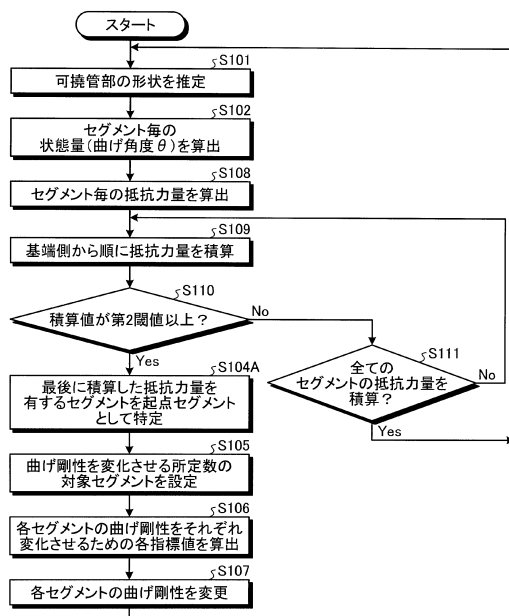 スタート
S101
可撓管部の形状を推定
S102
セグメント毎の
状態量(曲げ角度θ)を算出
S108
セグメント毎の抵抗力量を算出
S109
基端側から順に抵抗力量を積算
S110
積算値が第2閾値以上?
No
Yes
S111
全ての
セグメントの抵抗力量を
積算?
No
Yes
S104A
最後に積算した抵抗力量を
有するセグメントを起点セグメント
として特定
S105
曲げ剛性を変化させる所定数の
対象セグメントを設定
S106
各セグメントの曲げ剛性をそれぞれ
変化させるための各指標値を算出
S107
各セグメントの曲げ剛性を変更